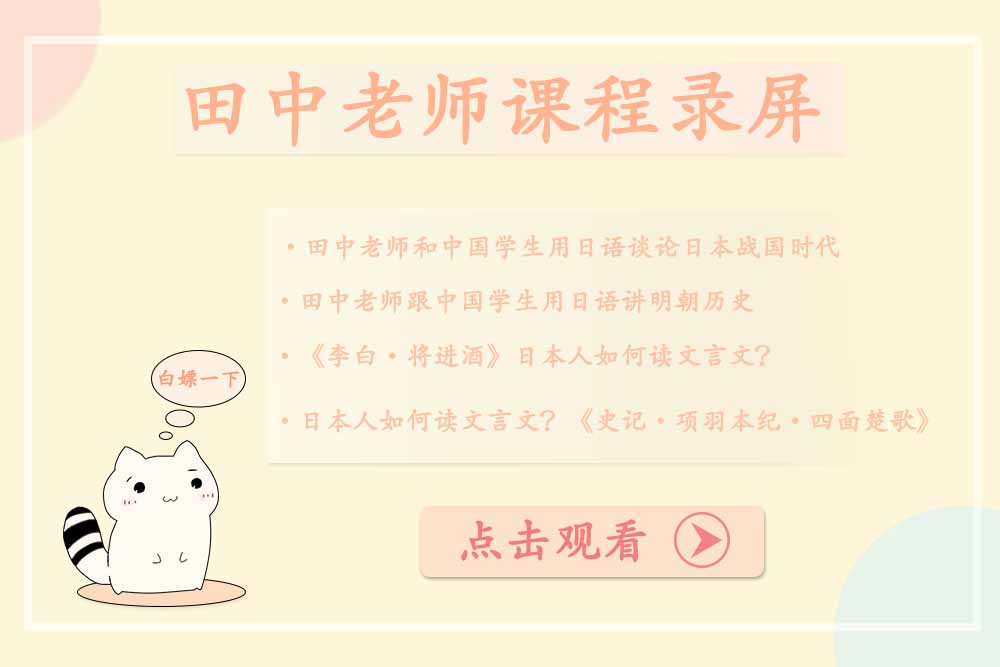 田中老师课程录屏
·田中老师和中国学生用日语谈论日本战国时代
·田中老师跟中国学生用日语讲明朝历史
·《李白·将进酒》日本人如何读文言文？
白嫖一下
·日本人如何读文言文？《史记·项羽本纪·四面楚歌》
点击观看